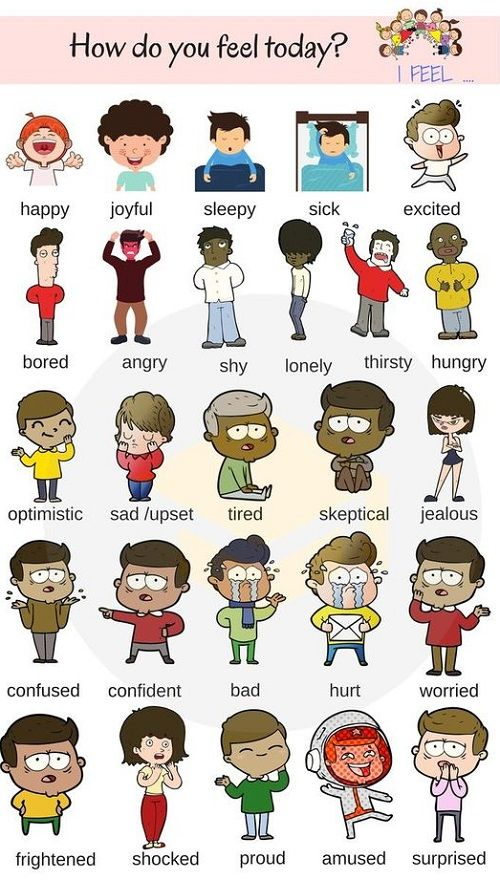 How do you feel today?
I FEEL ....
happy joyful sleepy sick excited
bored angry shy lonely thirsty hungry
optimistic sad /upset tired skeptical jealous
confused confident bad hurt worried
frightened shocked proud amused surprised